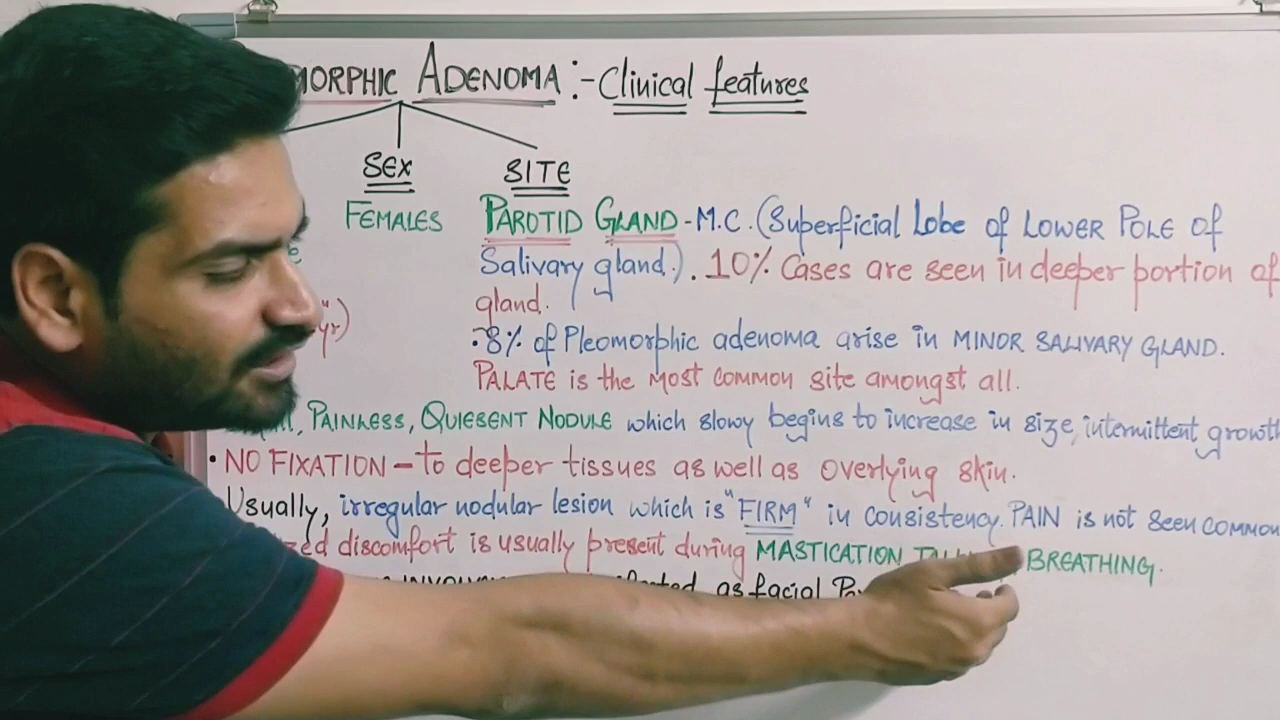 MORPHIC ADENOMA :- Clinical features
SEX SITE
FEMALES PAROTID GLAND - M.C. (Superficial Lobe of LOWER POLE of
Salivary gland.). 10% Cases are seen in deeper portion of
gland.
yr)
• 8% of Pleomorphic adenoma arise in MINOR SALIVARY GLAND.
PALATE is the most common site amongst all.
PAINLESS, QUIESENT NODULE which slowy begins to increase in size, intermittent growth
• NO FIXATION - to deeper tissues as well as overlying skin.
Usually, irregular nodular lesion which is "FIRM" in consistency. PAIN is not seen common
discomfort is usually present during MASTICATION BREATHING.
as facial